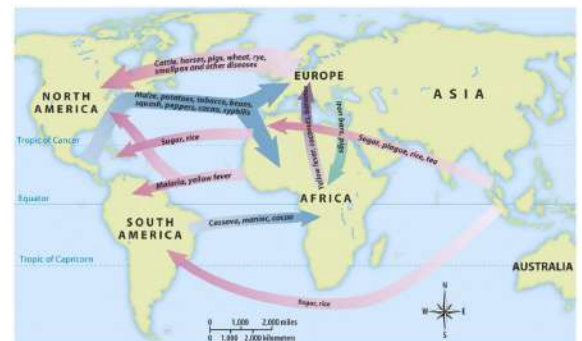 Cattle, horses, pigs, wheat, rye,
smallpox and other diseases
EUROPE
NORTH
AMERICA
ASIA
Maize, potatoes, tobacco, beans,
squash, peppers, cacao, syphilis
Iron bars, pigs
Tropic of Cancer
Sugar, rice
Sugar, plague, rice, tea
Malaria, yellow fever
AFRICA
Equator
SOUTH
AMERICA
Cassava, maniac, cocoa
Tropic of Capricorn
AUSTRALIA
Sugar, rice
N
W
E
S
0 1,000 2,000 miles
0 1,000 2,000 kilometers